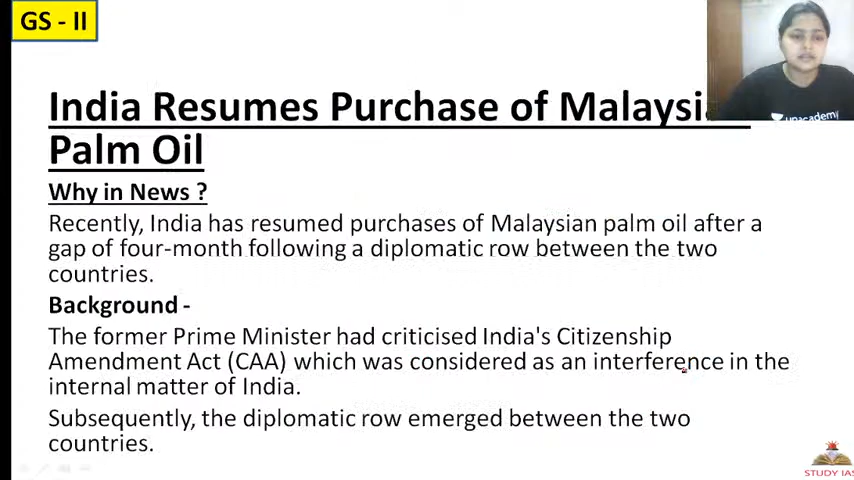 GS - II
India Resumes Purchase of Malaysi
Palm Oil
Why in News ?
Recently, India has resumed purchases of Malaysian palm oil after a
gap of four-month following a diplomatic row between the two
countries.
Background -
The former Prime Minister had criticised India's Citizenship
Amendment Act (CAA) which was considered as an interference in the
internal matter of India.
Subsequently, the diplomatic row emerged between the two
countries.
unacademy
STUDY IAS